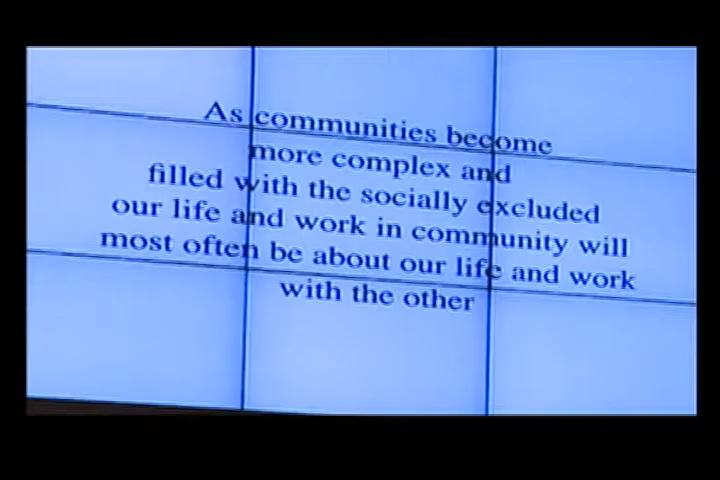 As communities become
more complex and
filled with the socially excluded
our life and work in community will
most often be about our life and work
with the other